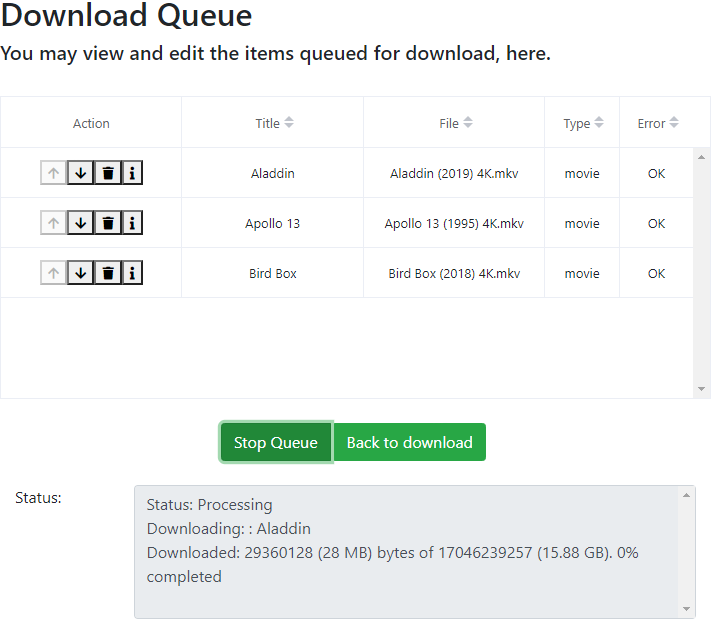 Download Queue
You may view and edit the items queued for download, here.
Action Title File Type Error
Aladdin Aladdin (2019) 4K.mkv movie OK
Apollo 13 Apollo 13 (1995) 4K.mkv movie OK
Bird Box Bird Box (2018) 4K.mkv movie OK
Stop Queue Back to download
Status:
Status: Processing
Downloading: : Aladdin
Downloaded: 29360128 (28 MB) bytes of 17046239257 (15.88 GB). 0%
completed